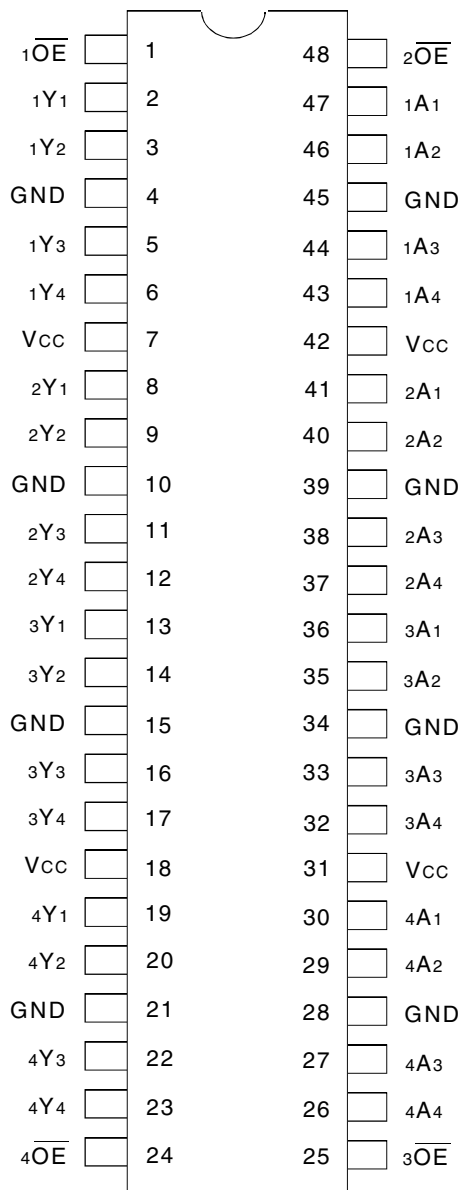 1OE 1 48 2OE
1Y1 2 47 1A1
1Y2 3 46 1A2
GND 4 45 GND
1Y3 5 44 1A3
1Y4 6 43 1A4
VCC 7 42 VCC
2Y1 8 41 2A1
2Y2 9 40 2A2
GND 10 39 GND
2Y3 11 38 2A3
2Y4 12 37 2A4
3Y1 13 36 3A1
3Y2 14 35 3A2
GND 15 34 GND
3Y3 16 33 3A3
3Y4 17 32 3A4
VCC 18 31 VCC
4Y1 19 30 4A1
4Y2 20 29 4A2
GND 21 28 GND
4Y3 22 27 4A3
4Y4 23 26 4A4
4OE 24 25 3OE